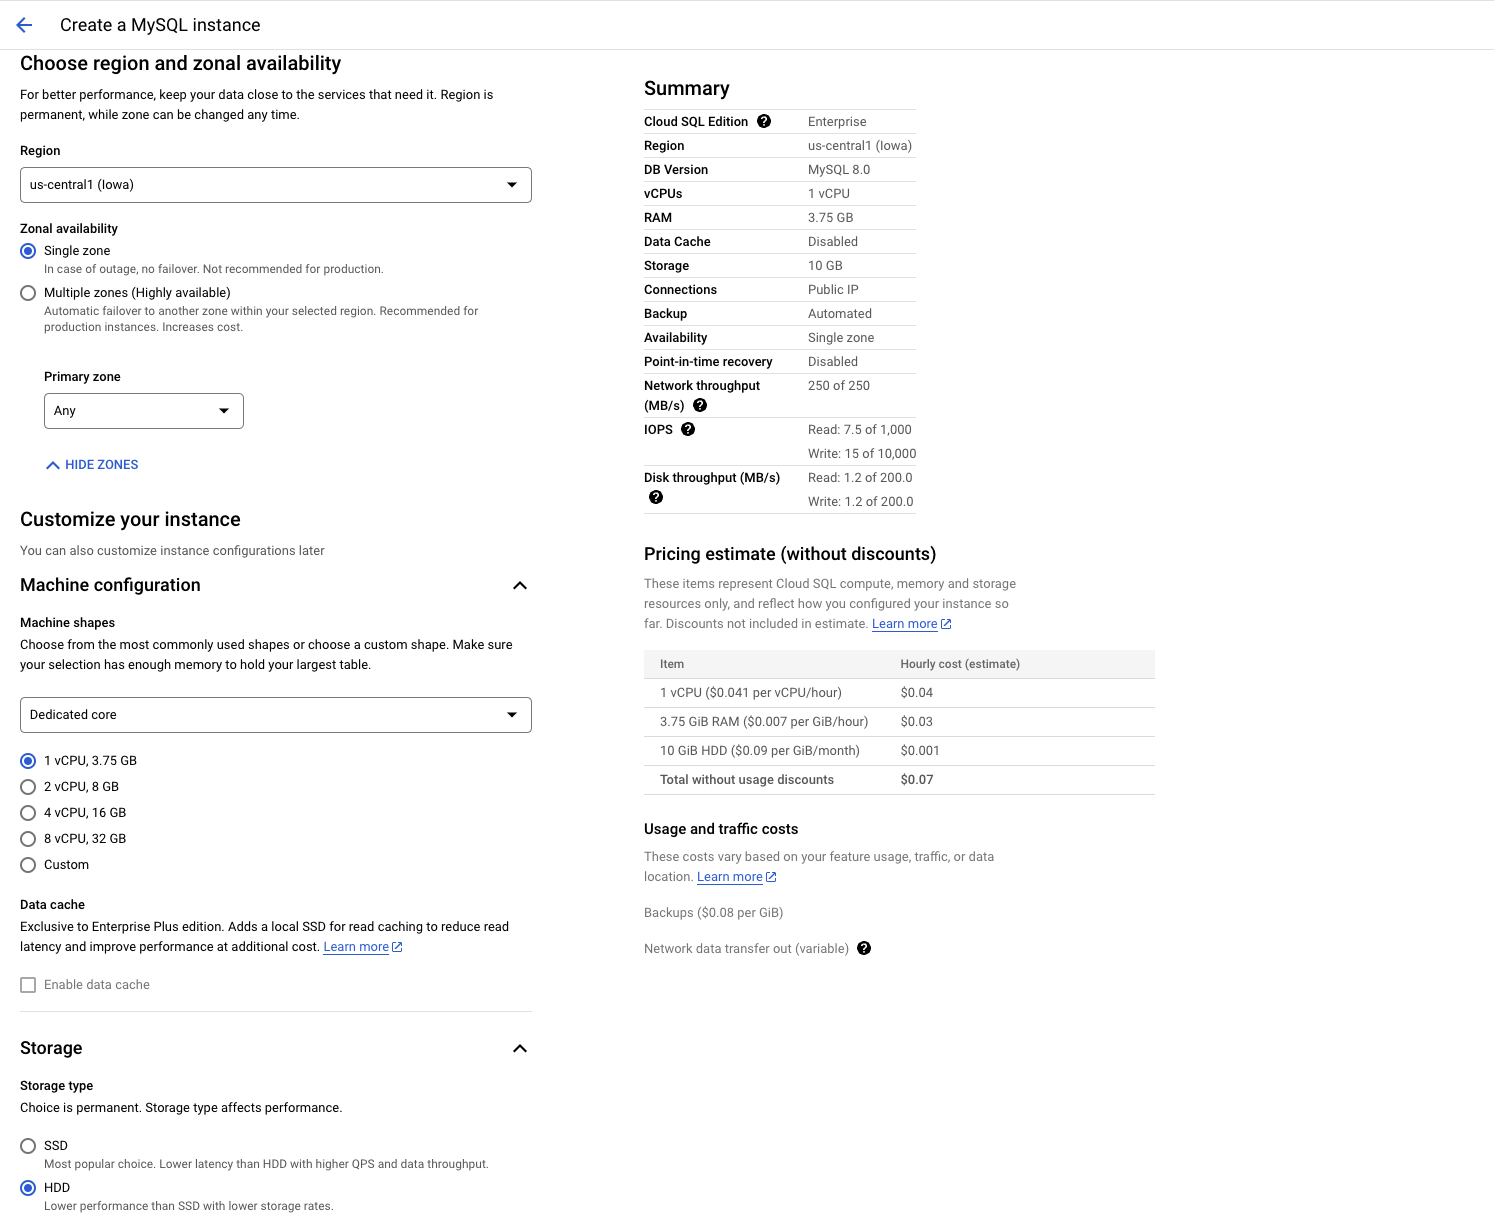 Create a MySQL instance
Choose region and zonal availability
For better performance, keep your data close to the services that need it. Region is
permanent, while zone can be changed any time.
Region
us-central1 (Iowa)
Zonal availability
Single zone
In case of outage, no failover. Not recommended for production.
Multiple zones (Highly available)
Automatic failover to another zone within your selected region. Recommended for
production instances. Increases cost.
Primary zone
Any
HIDE ZONES
Customize your instance
You can also customize instance configurations later
Machine configuration
Machine shapes
Choose from the most commonly used shapes or choose a custom shape. Make sure
your selection has enough memory to hold your largest table.
Dedicated core
1 vCPU, 3.75 GB
2 vCPU, 8 GB
4 vCPU, 16 GB
8 vCPU, 32 GB
Custom
Data cache
Exclusive to Enterprise Plus edition. Adds a local SSD for read caching to reduce read
latency and improve performance at additional cost. Learn more
Enable data cache
Storage
Storage type
Choice is permanent. Storage type affects performance.
SSD
Most popular choice. Lower latency than HDD with higher QPS and data throughput.
HDD
Lower performance than SSD with lower storage rates.
Summary
Cloud SQL Edition ? Enterprise
Region us-central1 (Iowa)
DB Version MySQL 8.0
vCPUs 1 vCPU
RAM 3.75 GB
Data Cache Disabled
Storage 10 GB
Connections Public IP
Backup Automated
Availability Single zone
Point-in-time recovery Disabled
Network throughput 250 of 250
(MB/s) ?
IOPS ? Read: 7.5 of 1,000
Write: 15 of 10,000
Disk throughput (MB/s) Read: 1.2 of 200.0
? Write: 1.2 of 200.0
Pricing estimate (without discounts)
These items represent Cloud SQL compute, memory and storage
resources only, and reflect how you configured your instance so
far. Discounts not included in estimate. Learn more
Item Hourly cost (estimate)
1 vCPU ($0.041 per vCPU/hour) $0.04
3.75 GiB RAM ($0.007 per GiB/hour) $0.03
10 GiB HDD ($0.09 per GiB/month) $0.001
Total without usage discounts $0.07
Usage and traffic costs
These costs vary based on your feature usage, traffic, or data
location. Learn more
Backups ($0.08 per GiB)
Network data transfer out (variable) ?